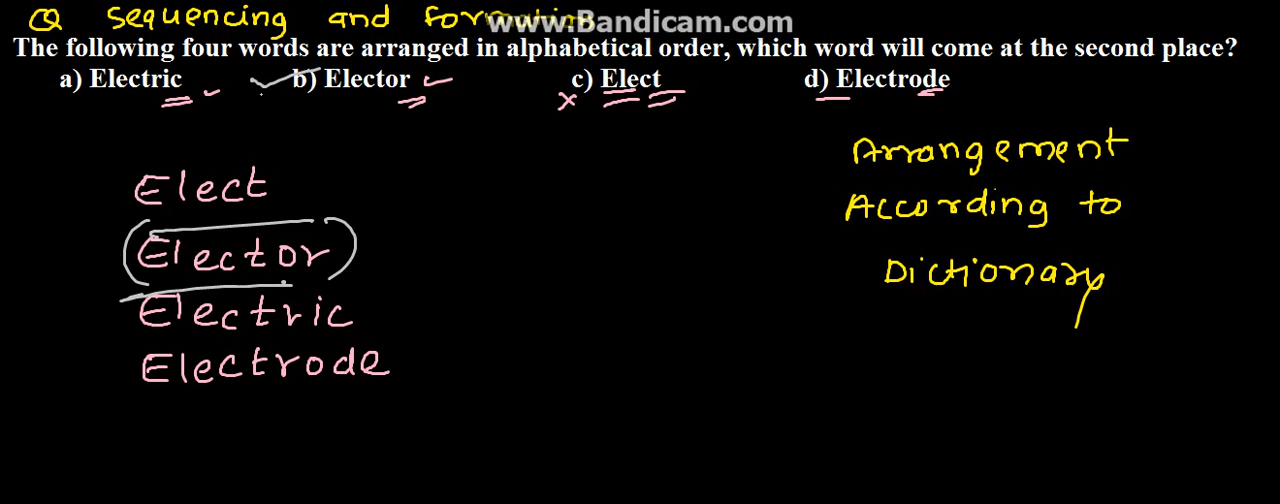 Q Sequencing and Formation
www.Bandicam.com
The following four words are arranged in alphabetical order, which word will come at the second place?
a) Electric b) Elector c) Elect d) Electrode
Elect
Elector
Electric
Electrode
Arrangement
According to
Dictionary